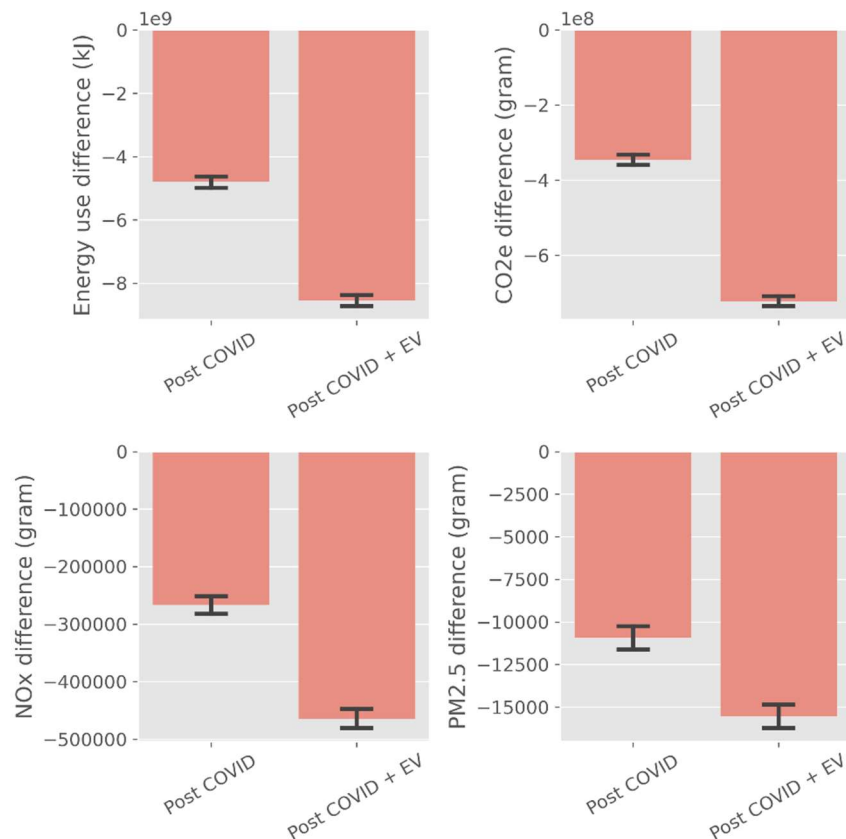 1e9
Energy use difference (kJ)
0
−2
−4
−6
−8
Post COVID
Post COVID + EV
1e8
CO2e difference (gram)
0
−2
−4
−6
Post COVID
Post COVID + EV
NOx difference (gram)
0
−100000
−200000
−300000
−400000
−500000
Post COVID
Post COVID + EV
PM2.5 difference (gram)
0
−2500
−5000
−7500
−10000
−12500
−15000
Post COVID
Post COVID + EV